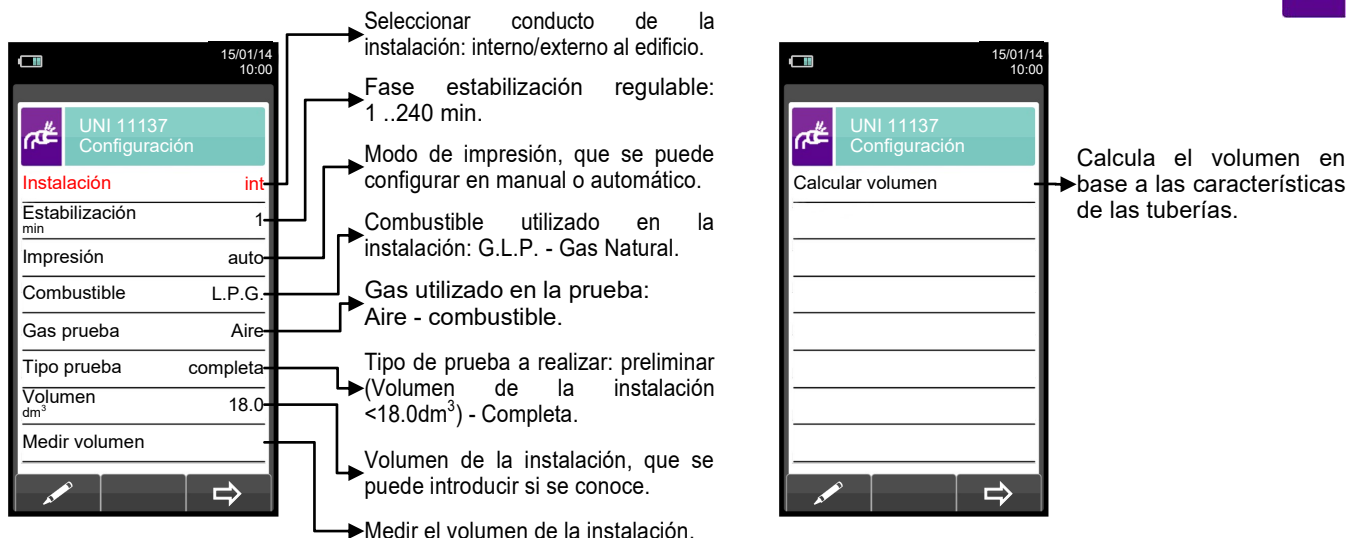 15/01/14
10:00
UNI 11137
Configuración
Instalación int
Estabilización
min 1
Impresión auto
Combustible L.P.G.
Gas prueba Aire
Tipo prueba completa
Volumen
dm³ 18.0
Medir volumen
Seleccionar conducto de la
instalación: interno/externo al edificio.
Fase estabilización regulable:
1 ..240 min.
Modo de impresión, que se puede
configurar en manual o automático.
Combustible utilizado en la
instalación: G.L.P. - Gas Natural.
Gas utilizado en la prueba:
Aire - combustible.
Tipo de prueba a realizar: preliminar
(Volumen de la instalación
<18.0dm³) - Completa.
Volumen de la instalación, que se
puede introducir si se conoce.
Medir el volumen de la instalación.
15/01/14
10:00
UNI 11137
Configuración
Calcular volumen
Calcula el volumen en
base a las características
de las tuberías.